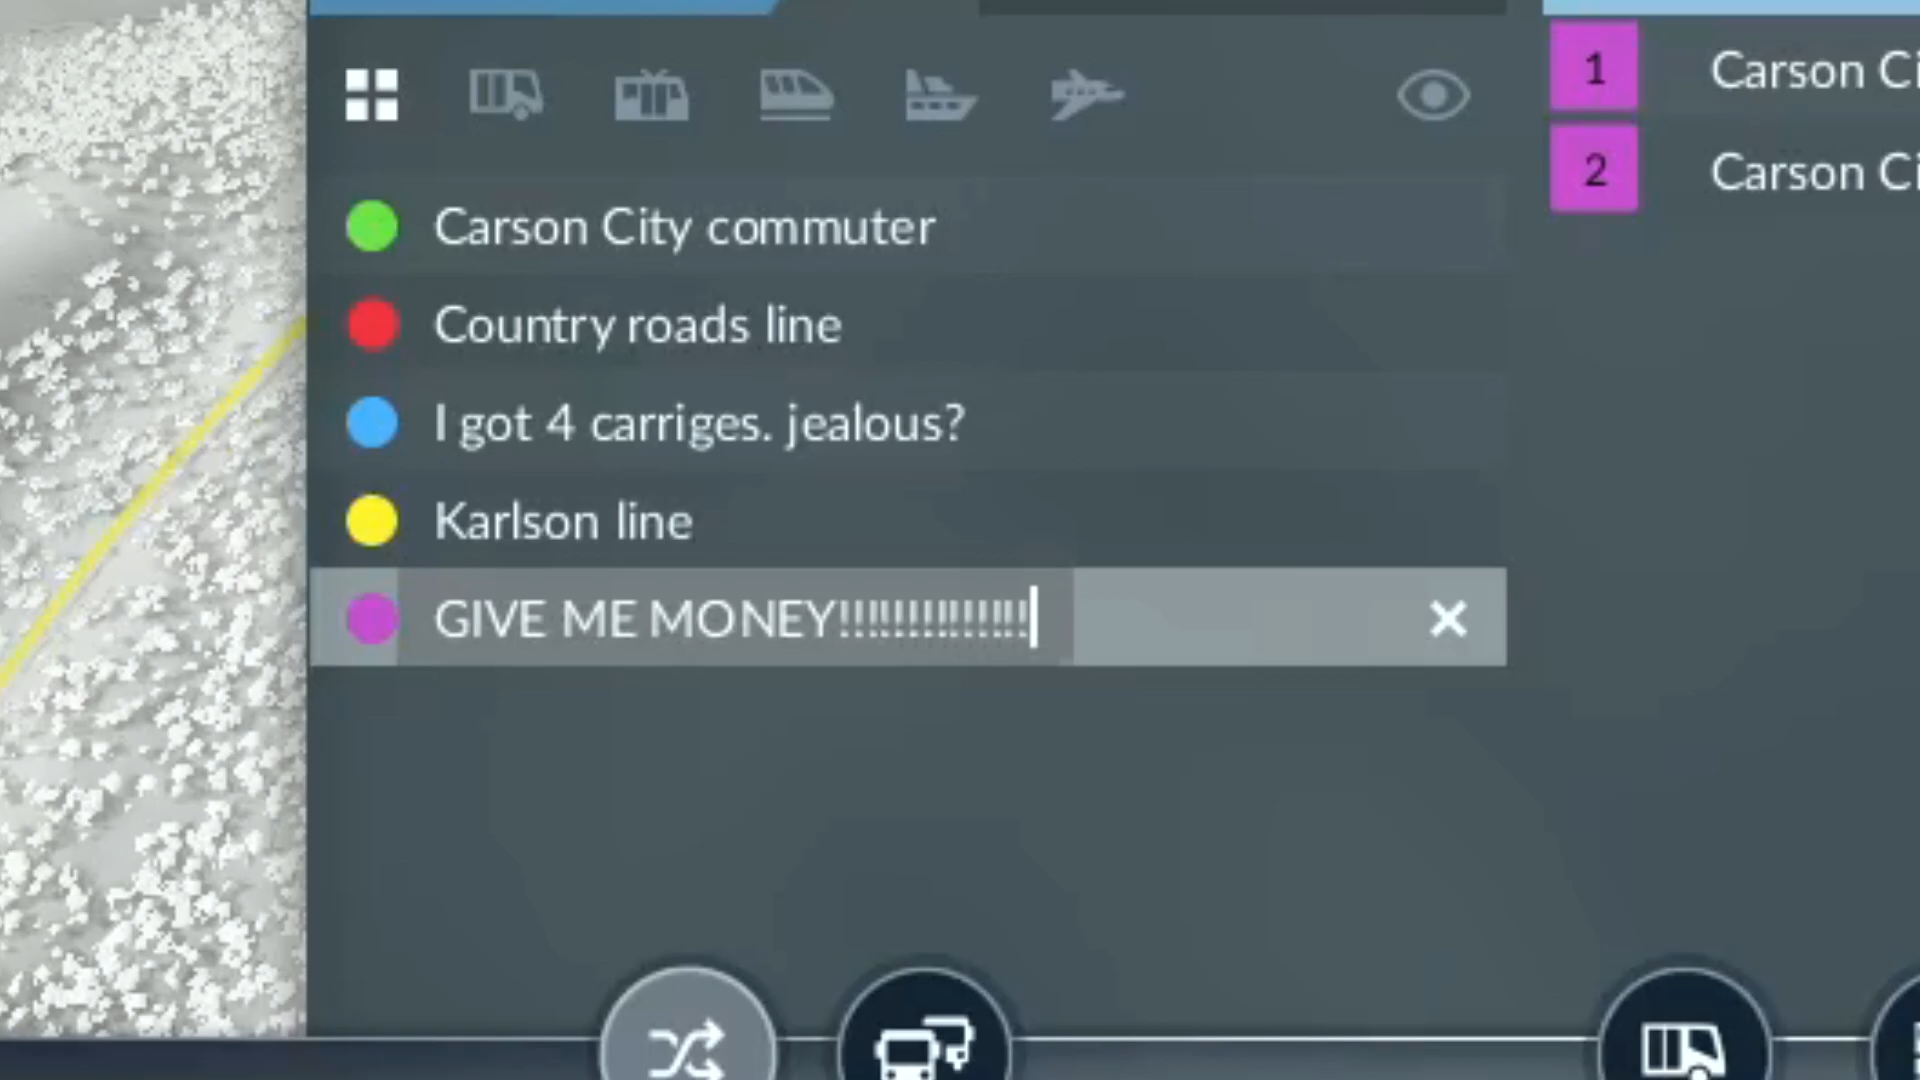 1 Carson Ci
2 Carson Ci
Carson City commuter
Country roads line
I got 4 carriges. jealous?
Karlson line
GIVE ME MONEY!!!!!!!!!!!!!!